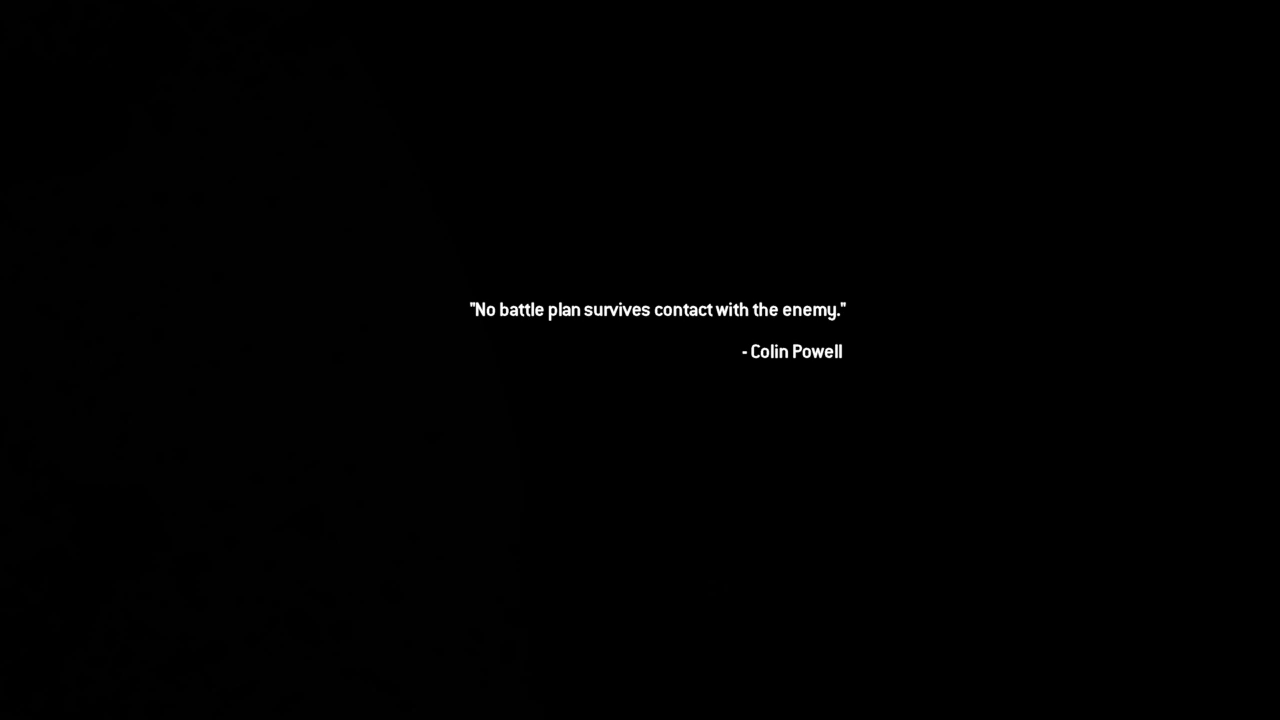 "No battle plan survives contact with the enemy."
- Colin Powell